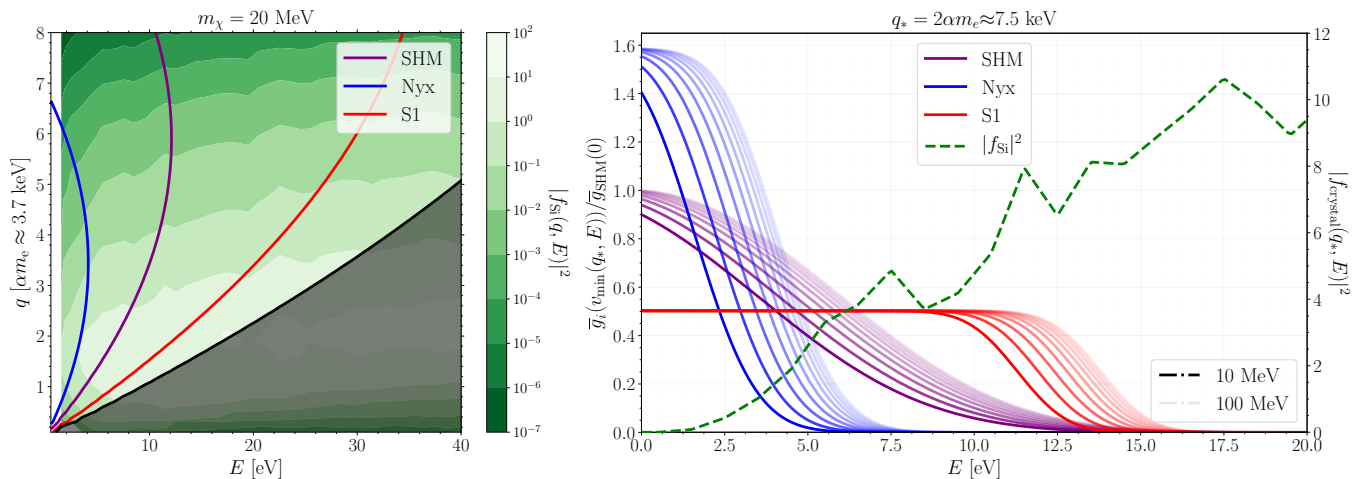 m_χ = 20 MeV
8
7
6
5
4
3
2
1
q [αm_e ≈ 3.7 keV]
10
20
30
40
E [eV]
SHM
Nyx
S1
10^2
10^1
10^0
10^-1
10^-2
10^-3
10^-4
10^-5
10^-6
10^-7
|f_Si(q, E)|^2
q_* = 2αm_e≈7.5 keV
1.6
1.4
1.2
1.0
0.8
0.6
0.4
0.2
0.0
g̅_i(v_min(q_*, E))/g̅_SHM(0)
0.0
2.5
5.0
7.5
10.0
12.5
15.0
17.5
20.0
E [eV]
SHM
Nyx
S1
|f_Si|^2
10 MeV
100 MeV
12
10
8
6
4
2
0
|f_crystal(q_*, E)|^2